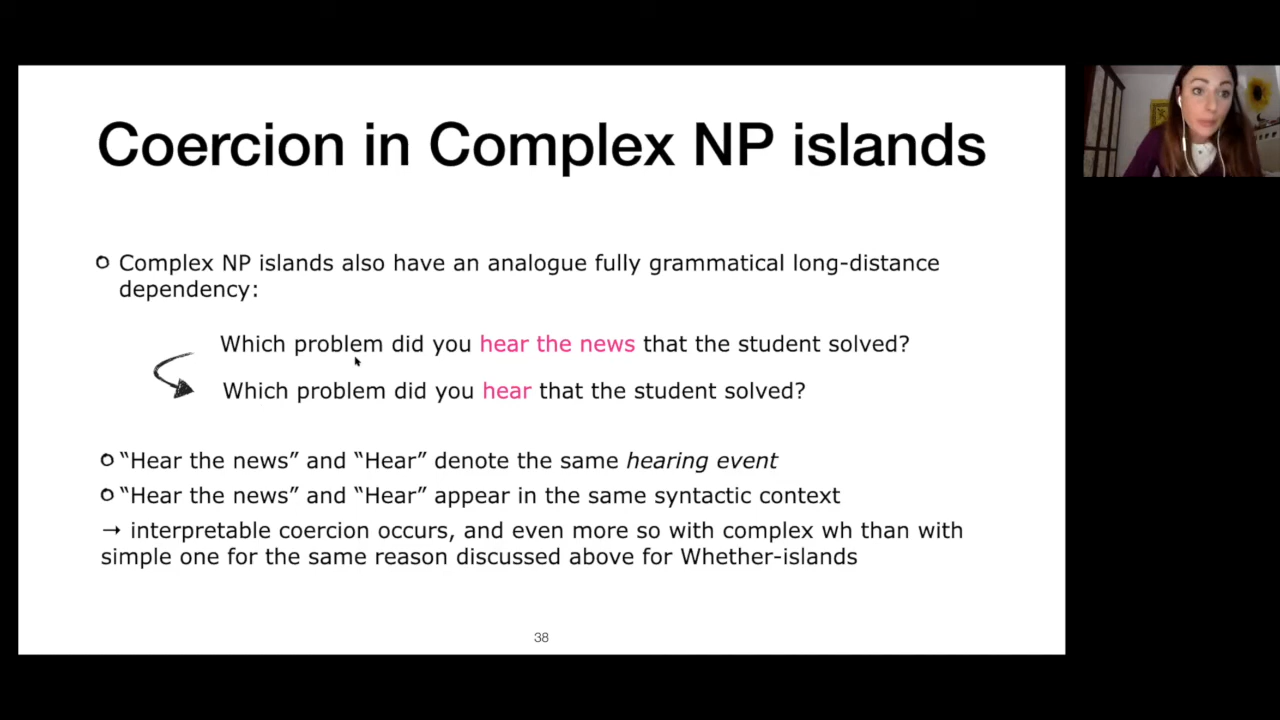 Coercion in Complex NP islands
Complex NP islands also have an analogue fully grammatical long-distance
dependency:
Which problem did you hear the news that the student solved?
Which problem did you hear that the student solved?
“Hear the news” and “Hear” denote the same hearing event
“Hear the news” and “Hear” appear in the same syntactic context
→ interpretable coercion occurs, and even more so with complex wh than with
simple one for the same reason discussed above for Whether-islands
38